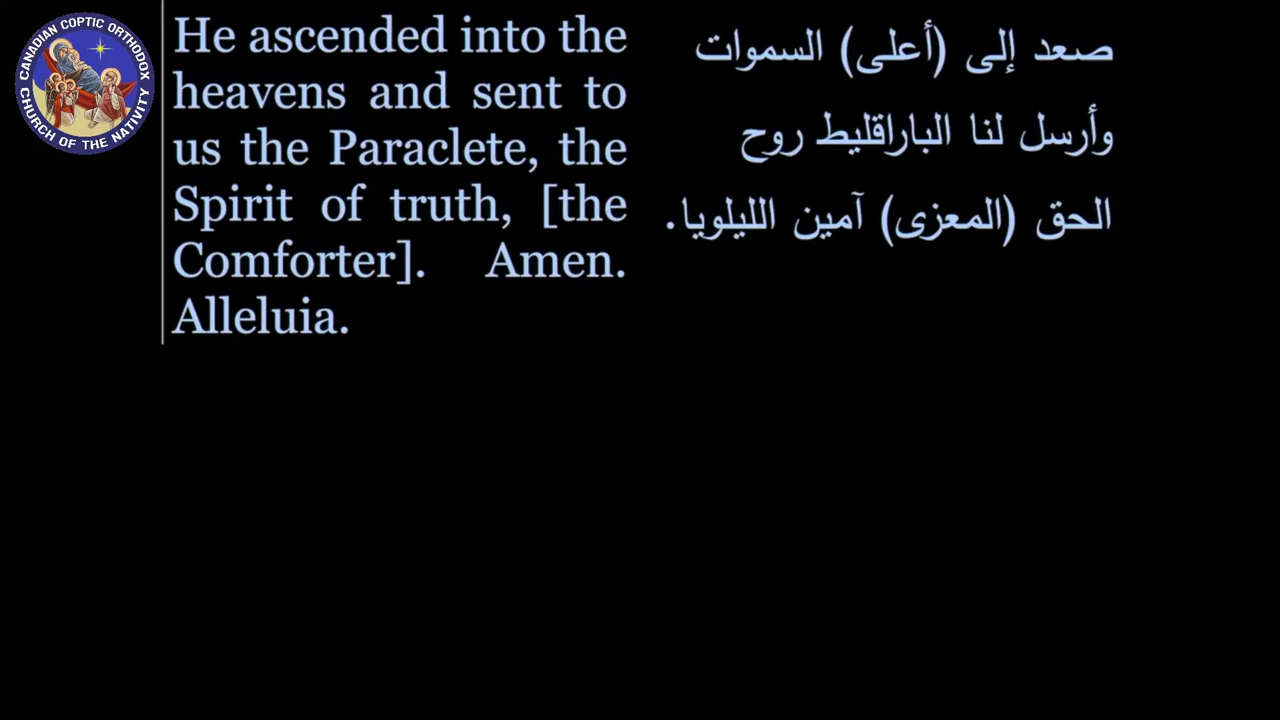 CANADIAN COPTIC ORTHODOX
CHURCH OF THE NATIVITY
He ascended into the
heavens and sent to
us the Paraclete, the
Spirit of truth, [the
Comforter]. Amen.
Alleluia.
صعد إلى (أعلى) السموات
وأرسل لنا الباراقليط روح
الحق (المعزى) آمين الليلويا.